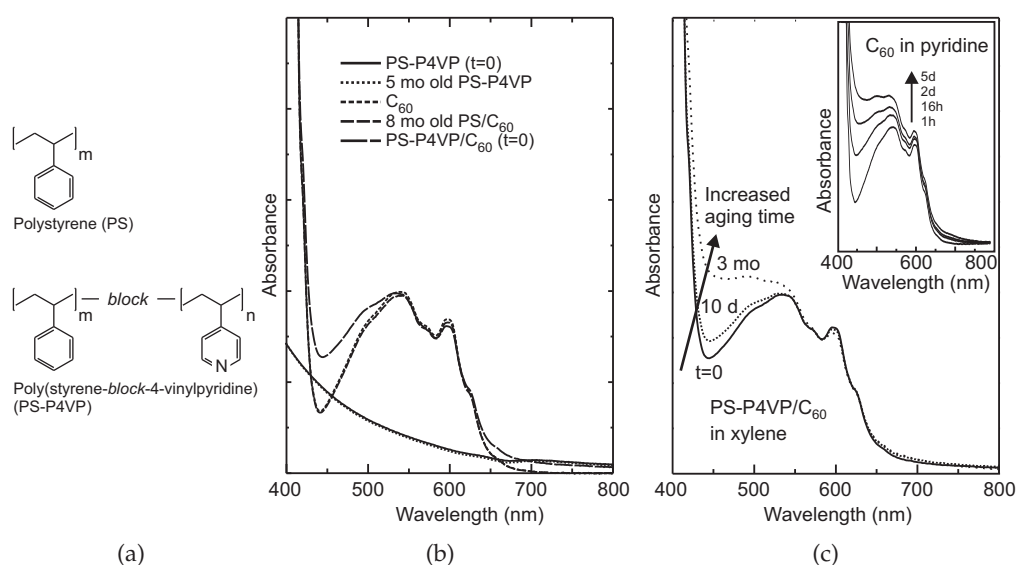 [ ]m
Polystyrene (PS)
[ ]m — block — [ ]n
N
Poly(styrene-block-4-vinylpyridine)
(PS-P4VP)
(a)
Absorbance
PS-P4VP (t=0)
5 mo old PS-P4VP
C60
8 mo old PS/C60
PS-P4VP/C60 (t=0)
400 500 600 700 800
Wavelength (nm)
(b)
Absorbance
Increased
aging time
3 mo
10 d
t=0
PS-P4VP/C60
in xylene
400 500 600 700 800
Wavelength (nm)
Absorbance
C60 in pyridine
5d
2d
16h
1h
400 600 800
Wavelength (nm)
(c)